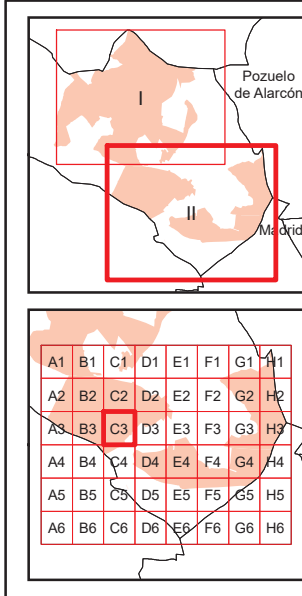 I
Pozuelo
de Alarcón
II
Madrid
A1 B1 C1 D1 E1 F1 G1 H1
A2 B2 C2 D2 E2 F2 G2 H2
A3 B3 C3 D3 E3 F3 G3 H3
A4 B4 C4 D4 E4 F4 G4 H4
A5 B5 C5 D5 E5 F5 G5 H5
A6 B6 C6 D6 E6 F6 G6 H6